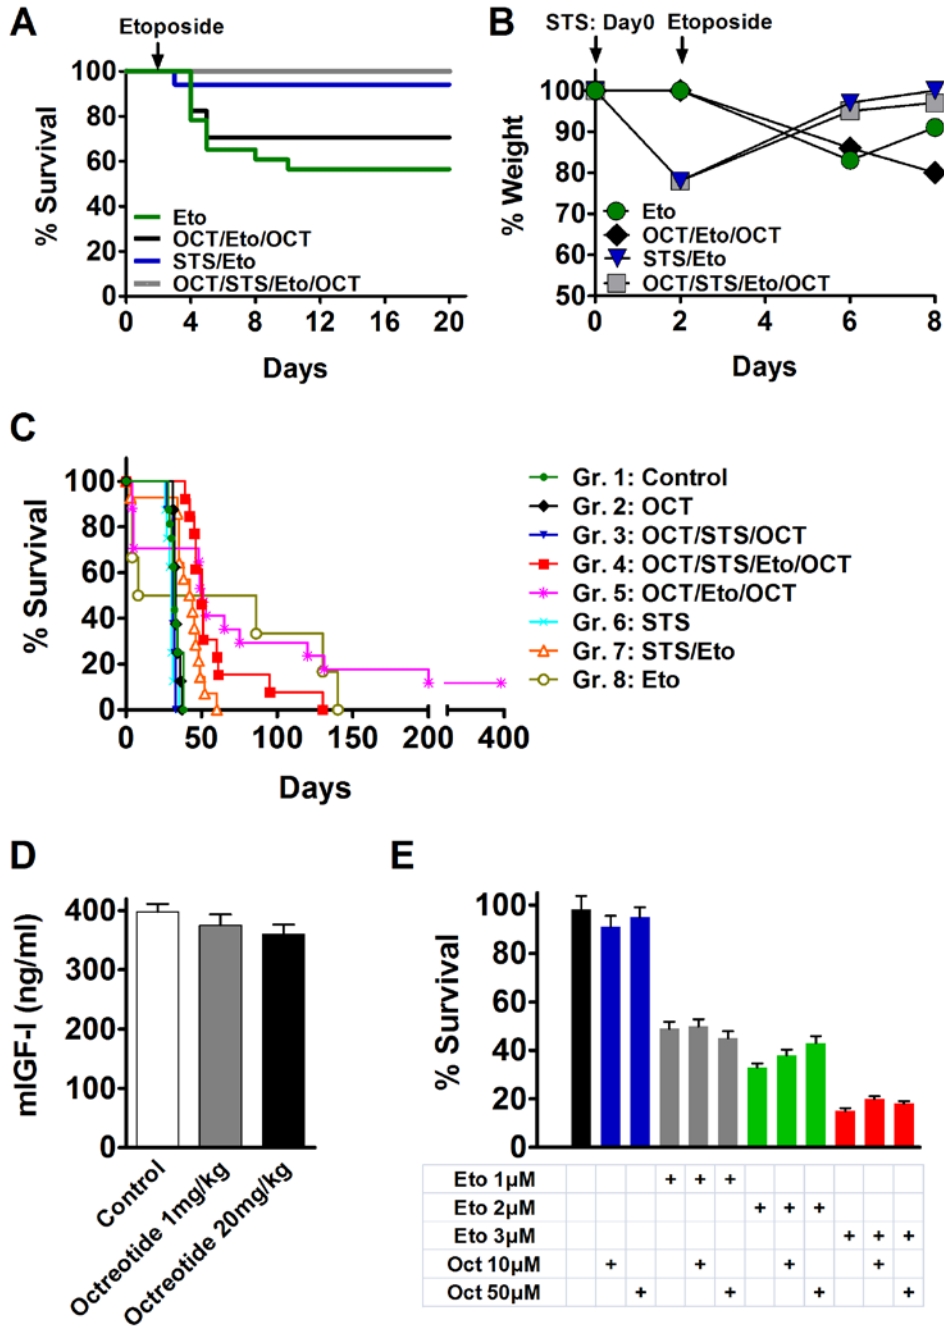 A
Etoposide
% Survival
100
80
60
40
20
0
Eto
OCT/Eto/OCT
STS/Eto
OCT/STS/Eto/OCT
0 4 8 12 16 20
Days
B
STS: Day0 Etoposide
% Weight
100
90
80
70
60
50
Eto
OCT/Eto/OCT
STS/Eto
OCT/STS/Eto/OCT
0 2 4 6 8
Days
C
% Survival
100
80
60
40
20
0
0 50 100 150 200 400
Days
Gr. 1: Control
Gr. 2: OCT
Gr. 3: OCT/STS/OCT
Gr. 4: OCT/STS/Eto/OCT
Gr. 5: OCT/Eto/OCT
Gr. 6: STS
Gr. 7: STS/Eto
Gr. 8: Eto
D
mIGF-I (ng/ml)
400
300
200
100
0
Control
Octreotide 1mg/kg
Octreotide 20mg/kg
E
% Survival
100
80
60
40
20
0
Eto 1μM + + +
Eto 2μM + + +
Eto 3μM + + +
Oct 10μM + + + +
Oct 50μM + + + +